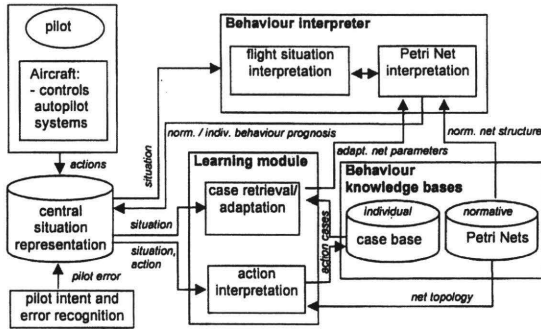 pilot
Aircraft:
- controls
autopilot
systems
actions
central
situation
representation
pilot error
pilot intent and
error recognition
situation
Behaviour interpreter
flight situation
interpretation
Petri Net
interpretation
norm. / indiv. behaviour prognosis
adapt. net parameters
norm. net structure
Learning module
case retrieval/
adaptation
situation
situation,
action
action
interpretation
action cases
Behaviour
knowledge bases
individual
case base
normative
Petri Nets
net topology